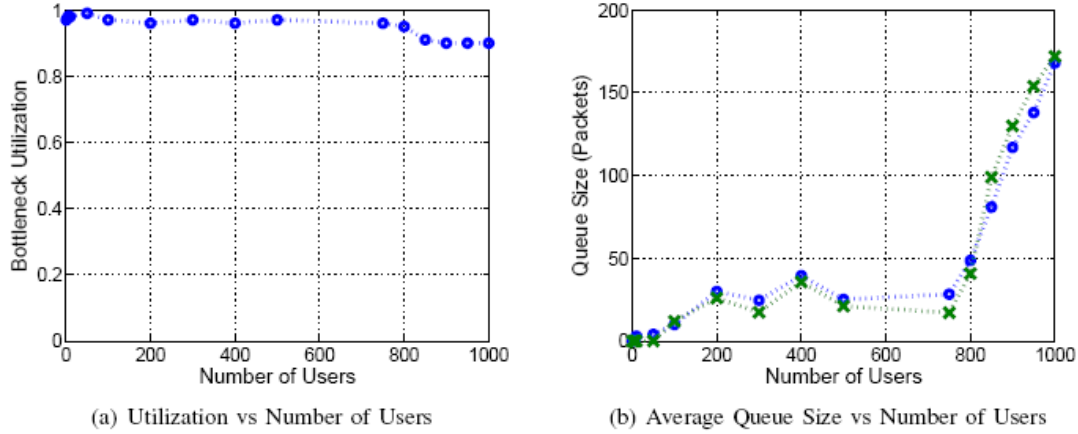 1
0.8
0.6
0.4
0.2
0
0 200 400 600 800 1000
Bottleneck Utilization
Number of Users
(a) Utilization vs Number of Users
200
150
100
50
0
0 200 400 600 800 1000
Queue Size (Packets)
Number of Users
(b) Average Queue Size vs Number of Users